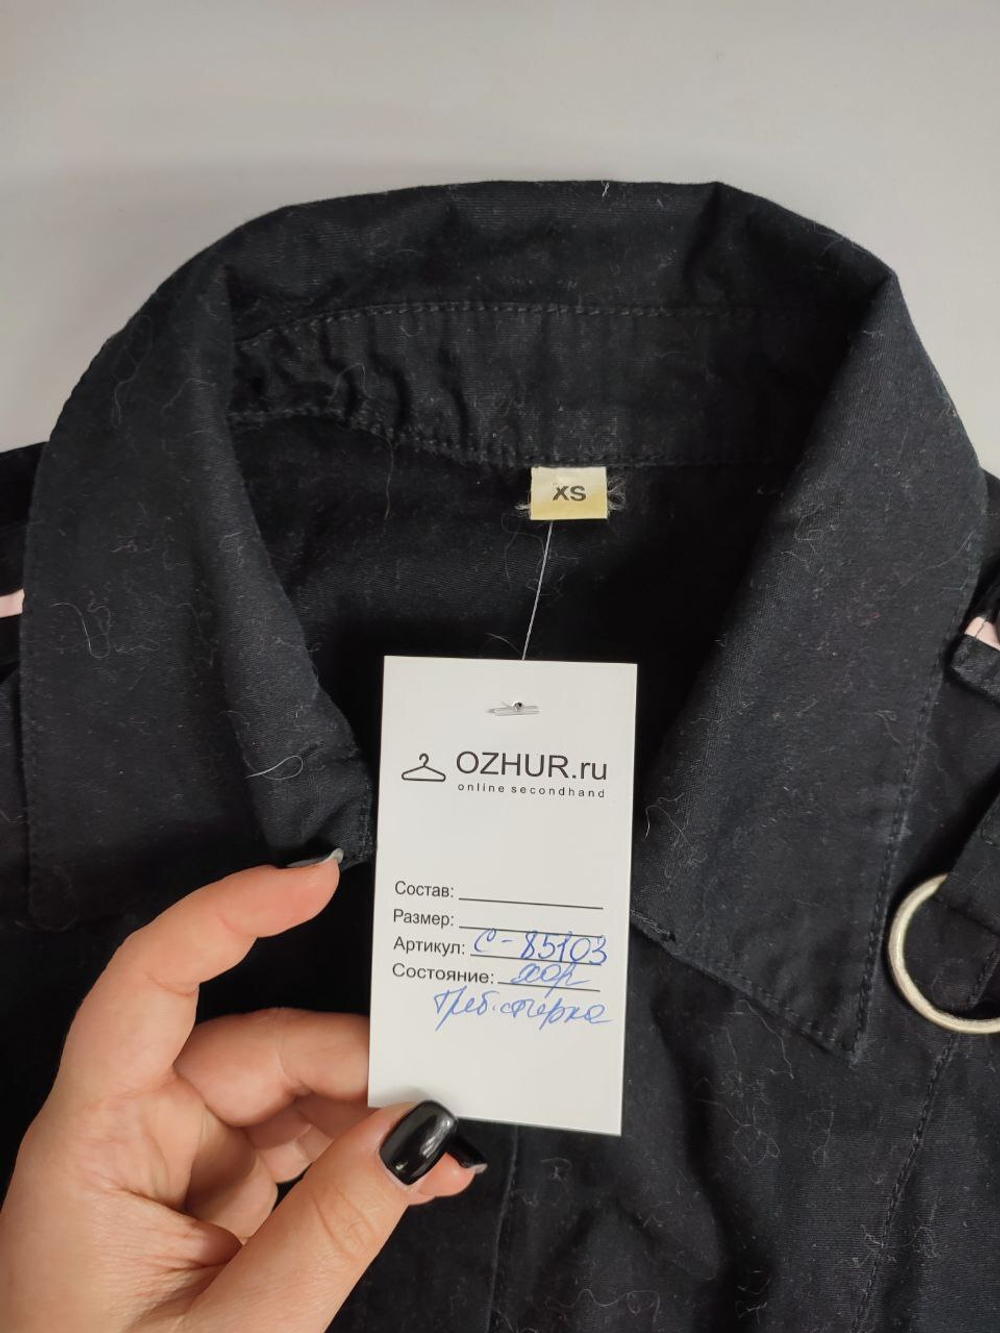 XS
OZHUR.ru
online secondhand
Состав:
Размер:
Артикул: С-85103
Состояние: хор
Треб. стирка